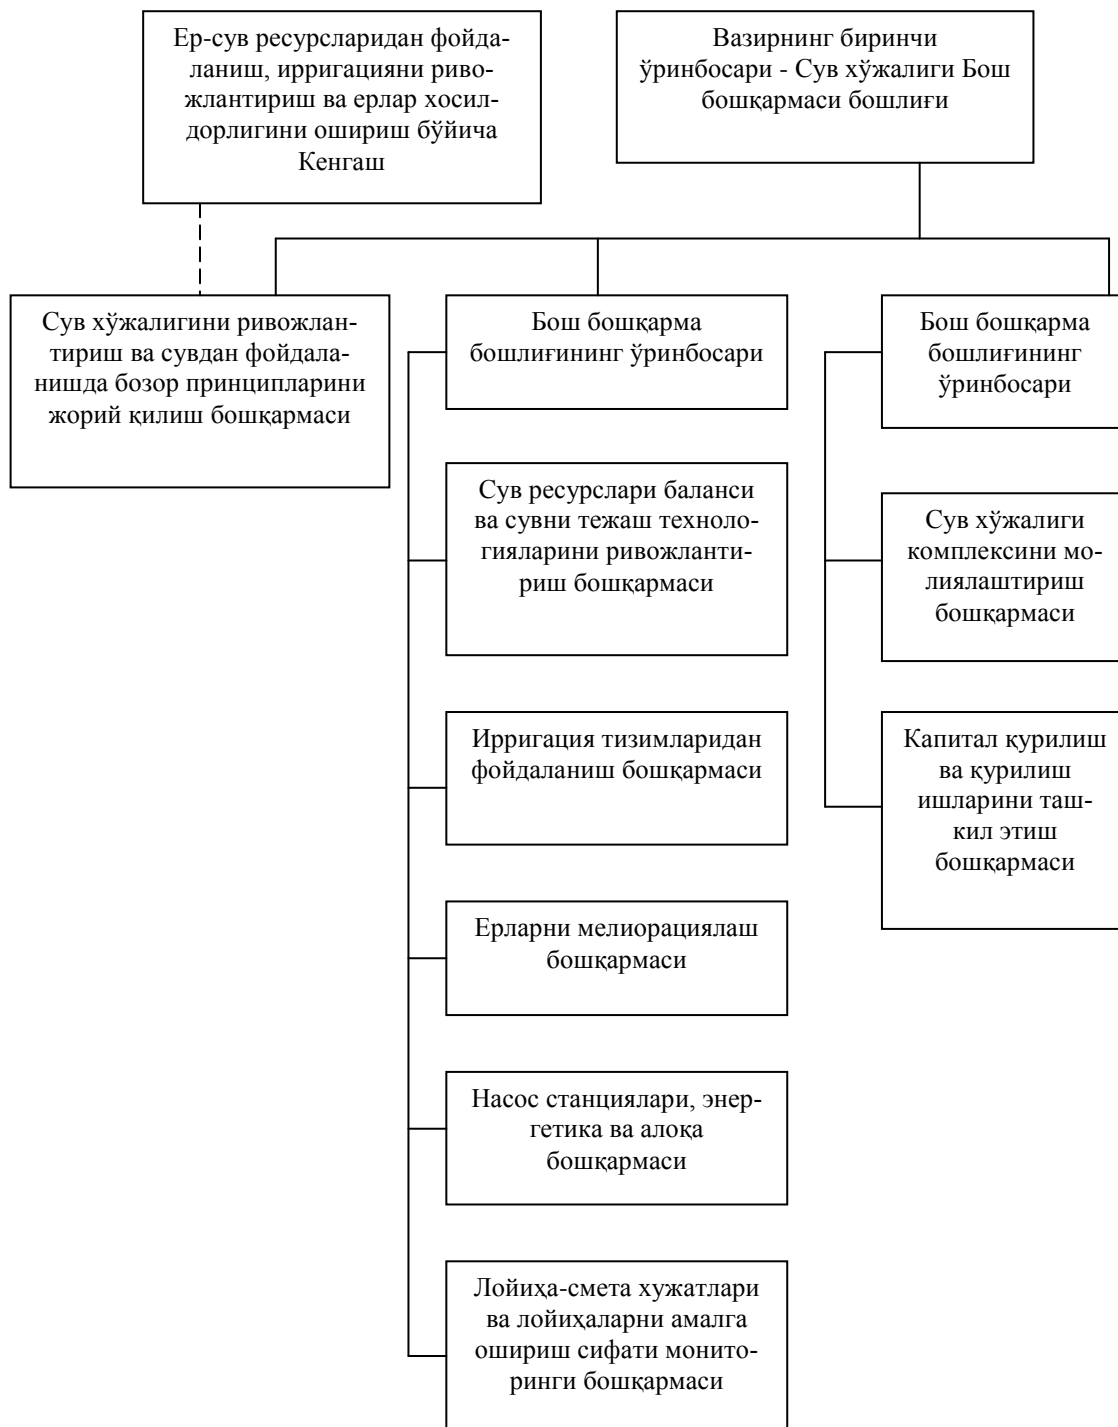 Ер-сув ресурсларидан фойда-
ланиш, ирригацияни риво-
жлантириш ва ерлар хосил-
дорлигини ошириш бўйича
Кенгаш
Вазирнинг биринчи
ўринбосари - Сув хўжалиги Бош
бошқармаси бошлиғи
Сув хўжалигини ривожлан-
тириш ва сувдан фойдала-
нишда бозор принципларини
жорий қилиш бошқармаси
Бош бошқарма
бошлиғининг ўринбосари
Бош бошқарма
бошлиғининг
ўринбосари
Сув ресурслари баланси
ва сувни тежаш техноло-
гияларини ривожланти-
риш бошқармаси
Сув хўжалиги
комплексини мо-
лиялаштириш
бошқармаси
Ирригация тизимларидан
фойдаланиш бошқармаси
Капитал қурилиш
ва қурилиш
ишларини таш-
кил этиш
бошқармаси
Ерларни мелиорациялаш
бошқармаси
Насос станциялари, энер-
гетика ва алоқа
бошқармаси
Лойиҳа-смета хужатлари
ва лойиҳаларни амалга
ошириш сифати монито-
ринги бошқармаси